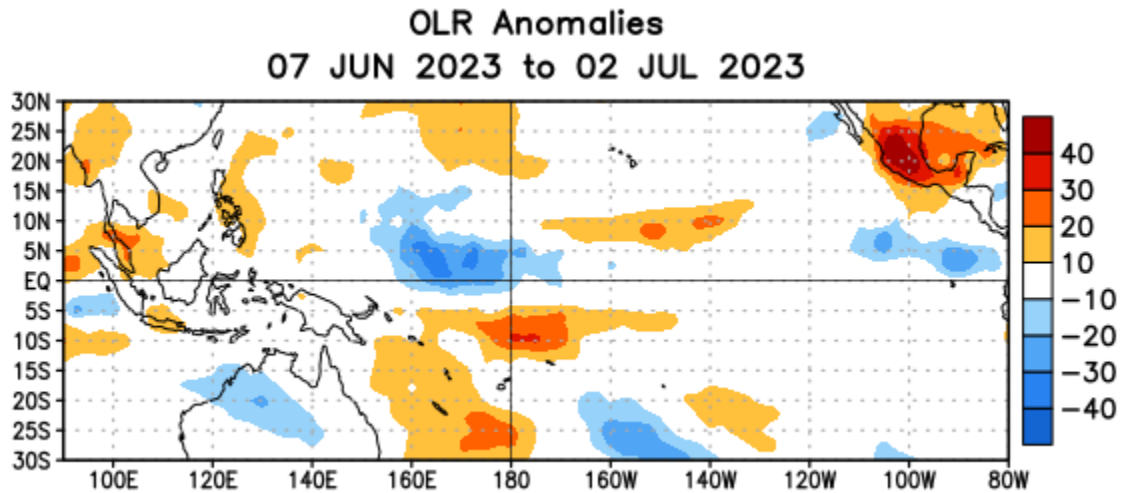 OLR Anomalies
07 JUN 2023 to 02 JUL 2023
30N
25N
20N
15N
10N
5N
EQ
5S
10S
15S
20S
25S
30S
100E 120E 140E 160E 180 160W 140W 120W 100W 80W
40
30
20
10
−10
−20
−30
−40